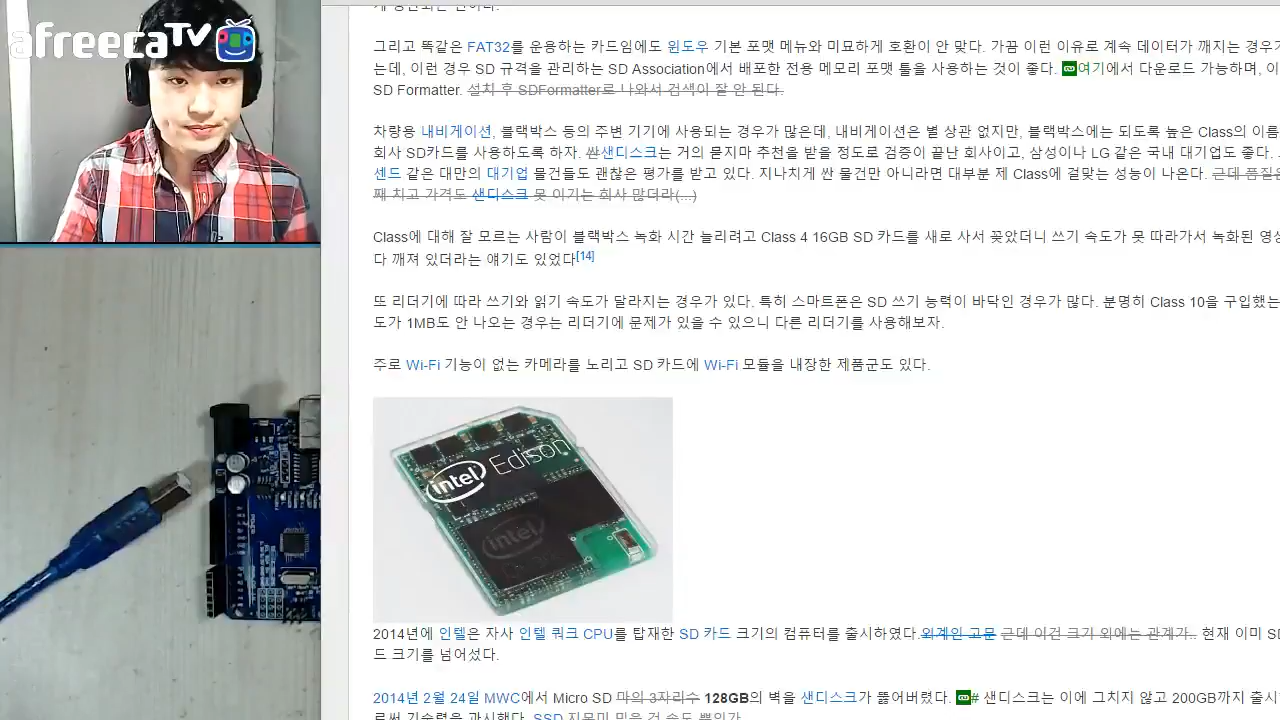 afreecaTV
그리고 똑같은 FAT32를 운용하는 카드임에도 윈도우 기본 포맷 메뉴와 미묘하게 호환이 안 맞다. 가끔 이런 이유로 계속 데이터가 깨지는 경우가
는데, 이런 경우 SD 규격을 관리하는 SD Association에서 배포한 전용 메모리 포맷 툴을 사용하는 것이 좋다. 여기에서 다운로드 가능하며, 이
SD Formatter. 설치 후 SDFormatter로 나와서 검색이 잘 안 된다.
차량용 내비게이션, 블랙박스 등의 주변 기기에 사용되는 경우가 많은데, 내비게이션은 별 상관 없지만, 블랙박스에는 되도록 높은 Class의 이름
회사 SD카드를 사용하도록 하자. 싼샌디스크는 거의 묻지마 추천을 받을 정도로 검증이 끝난 회사이고, 삼성이나 LG 같은 국내 대기업도 좋다.
센드 같은 대만의 대기업 물건들도 괜찮은 평가를 받고 있다. 지나치게 싼 물건만 아니라면 대부분 제 Class에 걸맞는 성능이 나온다. 근데 품질은
째 치고 가격도 샌디스크 못 이기는 회사 많더라(...)
Class에 대해 잘 모르는 사람이 블랙박스 녹화 시간 늘리려고 Class 4 16GB SD 카드를 새로 사서 꽂았더니 쓰기 속도가 못 따라가서 녹화된 영상
다 깨져 있더라는 얘기도 있었다[14]
또 리더기에 따라 쓰기와 읽기 속도가 달라지는 경우가 있다. 특히 스마트폰은 SD 쓰기 능력이 바닥인 경우가 많다. 분명히 Class 10을 구입했는
도가 1MB도 안 나오는 경우는 리더기에 문제가 있을 수 있으니 다른 리더기를 사용해보자.
주로 Wi-Fi 기능이 없는 카메라를 노리고 SD 카드에 Wi-Fi 모듈을 내장한 제품군도 있다.
intel Edison
intel
2014년에 인텔은 자사 인텔 쿼크 CPU를 탑재한 SD 카드 크기의 컴퓨터를 출시하였다.외계인 고문 근데 이건 크기 외에는 관계가.. 현재 이미 SD
드 크기를 넘어섰다.
2014년 2월 24일 MWC에서 Micro SD 마의 3자리수 128GB의 벽을 샌디스크가 뚫어버렸다. # 샌디스크는 이에 그치지 않고 200GB까지 출시
로써 기술력을 과시했다.